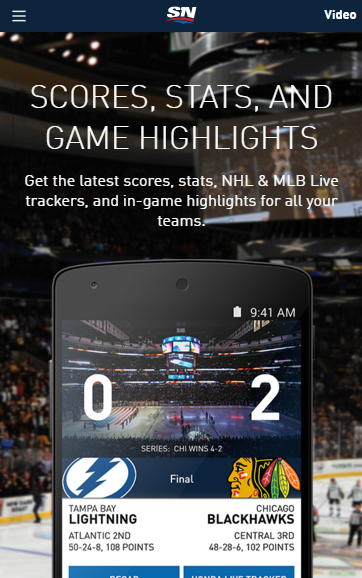 SN
Video
SCORES, STATS, AND
GAME HIGHLIGHTS
Get the latest scores, stats, NHL & MLB Live
trackers, and in-game highlights for all your
teams.
9:41 AM
0 2
SERIES: CHI WINS 4-2
Final
TAMPA BAY CHICAGO
LIGHTNING BLACKHAWKS
ATLANTIC 2ND CENTRAL 3RD
50-24-8, 108 POINTS 48-28-6, 102 POINTS
RECAP HONDA LIVE TRACKER